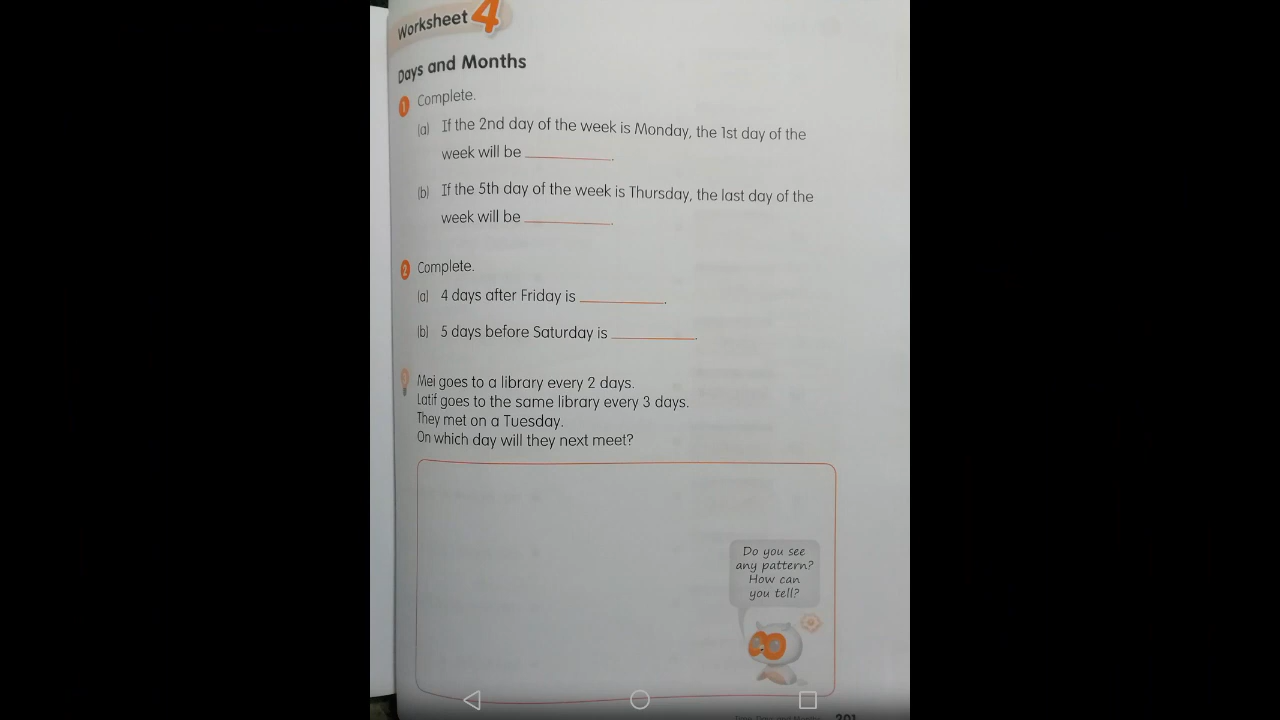 Worksheet 4
Days and Months
1 Complete.
(a) If the 2nd day of the week is Monday, the 1st day of the
week will be ________.
(b) If the 5th day of the week is Thursday, the last day of the
week will be ________.
2 Complete.
(a) 4 days after Friday is ________.
(b) 5 days before Saturday is ________.
3 Mei goes to a library every 2 days.
Latif goes to the same library every 3 days.
They met on a Tuesday.
On which day will they next meet?
Do you see
any pattern?
How can
you tell?